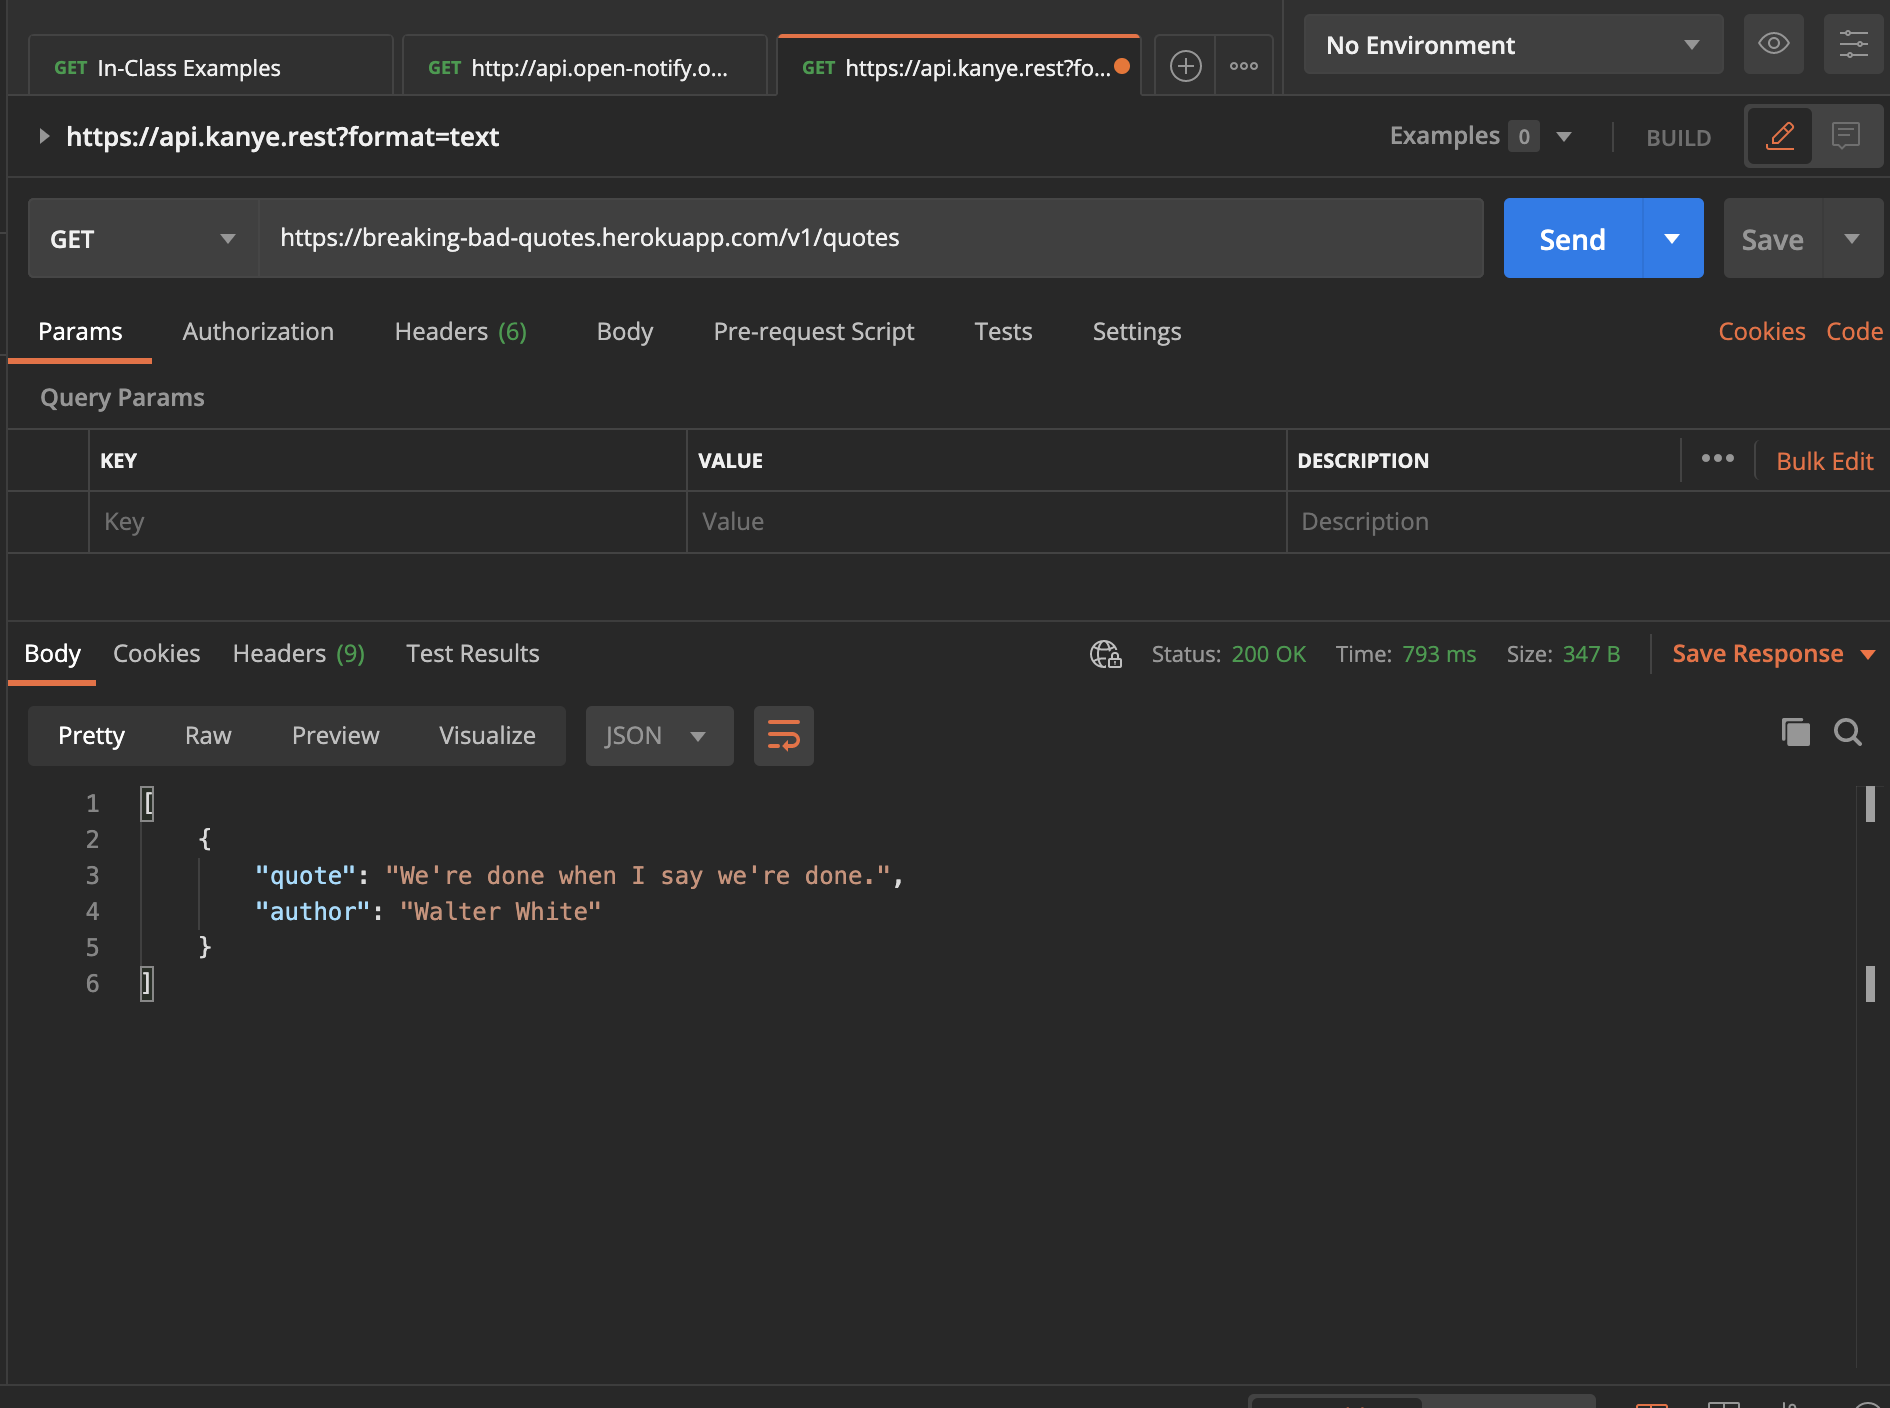 GET In-Class Examples
GET http://api.open-notify.o...
GET https://api.kanye.rest?fo...
No Environment
https://api.kanye.rest?format=text
Examples 0
BUILD
GET
https://breaking-bad-quotes.herokuapp.com/v1/quotes
Send
Save
Params
Authorization
Headers (6)
Body
Pre-request Script
Tests
Settings
Cookies
Code
Query Params
KEY
VALUE
DESCRIPTION
Bulk Edit
Key
Value
Description
Body
Cookies
Headers (9)
Test Results
Status: 200 OK
Time: 793 ms
Size: 347 B
Save Response
Pretty
Raw
Preview
Visualize
JSON
1 [
2 {
3 "quote": "We're done when I say we're done.",
4 "author": "Walter White"
5 }
6 ]